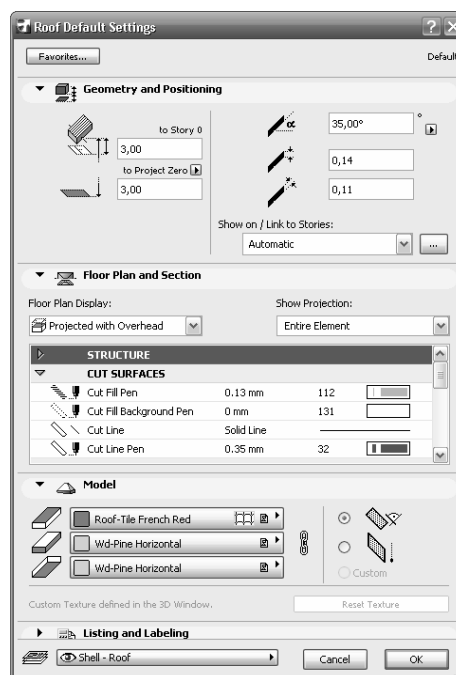 Roof Default Settings
Favorites...
Default
Geometry and Positioning
to Story 0
3,00
to Project Zero
3,00
α
35,00°
°
0,14
0,11
Show on / Link to Stories:
Automatic
...
Floor Plan and Section
Floor Plan Display:
Show Projection:
Projected with Overhead
Entire Element
STRUCTURE
CUT SURFACES
Cut Fill Pen 0.13 mm 112
Cut Fill Background Pen 0 mm 131
Cut Line Solid Line
Cut Line Pen 0.35 mm 32
Model
Roof-Tile French Red
Wd-Pine Horizontal
Wd-Pine Horizontal
Custom
Custom Texture defined in the 3D Window.
Reset Texture
Listing and Labeling
Shell - Roof
Cancel
OK